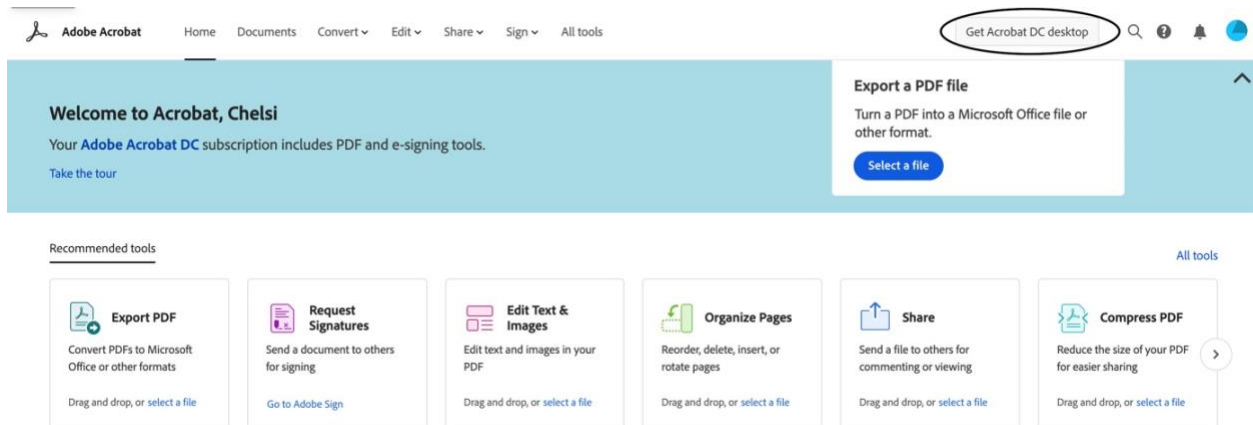 Adobe Acrobat Home Documents Convert Edit Share Sign All tools Get Acrobat DC desktop
Welcome to Acrobat, Chelsi
Your Adobe Acrobat DC subscription includes PDF and e-signing tools.
Take the tour
Export a PDF file
Turn a PDF into a Microsoft Office file or
other format.
Select a file
Recommended tools
All tools
Export PDF
Convert PDFs to Microsoft
Office or other formats
Drag and drop, or select a file
Request
Signatures
Send a document to others
for signing
Go to Adobe Sign
Edit Text &
Images
Edit text and images in your
PDF
Drag and drop, or select a file
Organize Pages
Reorder, delete, insert, or
rotate pages
Drag and drop, or select a file
Share
Send a file to others for
commenting or viewing
Drag and drop, or select a file
Compress PDF
Reduce the size of your PDF
for easier sharing
Drag and drop, or select a file